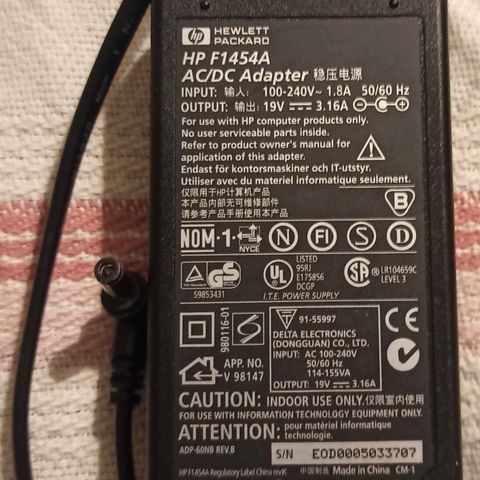 hp HEWLETT
PACKARD
HP F1454A
AC/DC Adapter 稳压电源
INPUT: 输入: 100-240V~ 1.8A 50/60 Hz
OUTPUT: 输出: 19V 3.16A
For use with HP computer products only.
No user serviceable parts inside.
Refer to product owner's manual for
application of this adapter.
Endast för kontorsmaskiner och IT-utstyr.
Utiliser avec du materiel informatique seulement.
仅限用于HP计算机产品
本产品内部无可维修部件
请参考产品手册使用本产品
B
NOM-1- NYCE N FI S D
GS
S9853431
UL LISTED
95RJ
E175856
DCGP
I.T.E. POWER SUPPLY
SA LR104659C
LEVEL 3
980116-01
91-55997
DELTA ELECTRONICS
(DONGGUAN) CO., LTD.
INPUT: AC 100-240V
50/60 Hz
114-155VA
OUTPUT: 19V 3.16A
CE
APP. NO.
V 98147
CAUTION: INDOOR USE ONLY.仅限室内使用
FOR USE WITH INFORMATION TECHNOLOGY EQUIPMENT ONLY.
ATTENTION: pour matériel informatique
technologie.
ADP-60NB REV.B
S/N EOD0005033707
HP F1454A Regulatory Label China rev.K
中国制造 Made in China CM-1